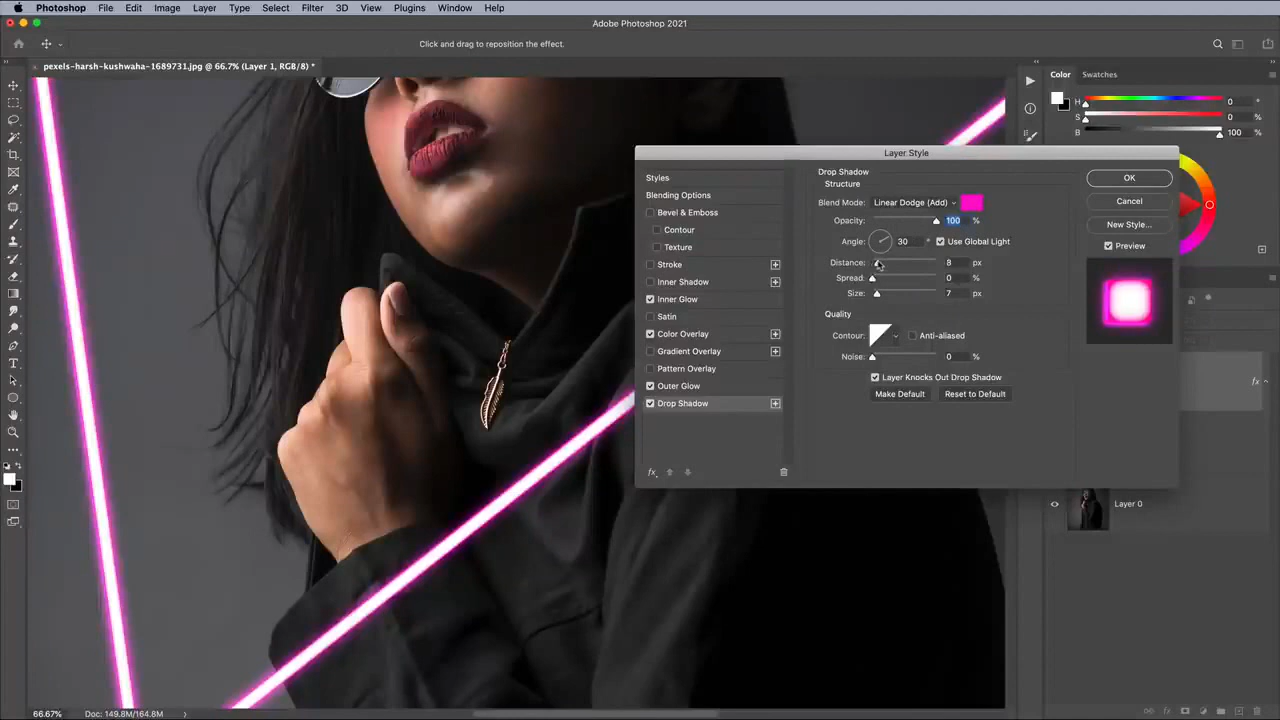 Photoshop File Edit Image Layer Type Select Filter 3D View Plugins Window Help
Adobe Photoshop 2021
Click and drag to reposition the effect.
pexels-harsh-kushwaha-1689731.jpg @ 66.7% (Layer 1, RGB/8) *
Color Swatches
H 0 °
S 0 %
B 100 %
Layer Style
Styles
Blending Options
Bevel & Emboss
Contour
Texture
Stroke
Inner Shadow
Inner Glow
Satin
Color Overlay
Gradient Overlay
Pattern Overlay
Outer Glow
Drop Shadow
fx
Drop Shadow
Structure
Blend Mode: Linear Dodge (Add)
Opacity: 100 %
Angle: 30 ° Use Global Light
Distance: 8 px
Spread: 0 %
Size: 7 px
Quality
Contour: Anti-aliased
Noise: 0 %
Layer Knocks Out Drop Shadow
Make Default Reset to Default
OK
Cancel
New Style...
Preview
fx
Layer 0
66.67% Doc: 149.8M/164.8M
fx